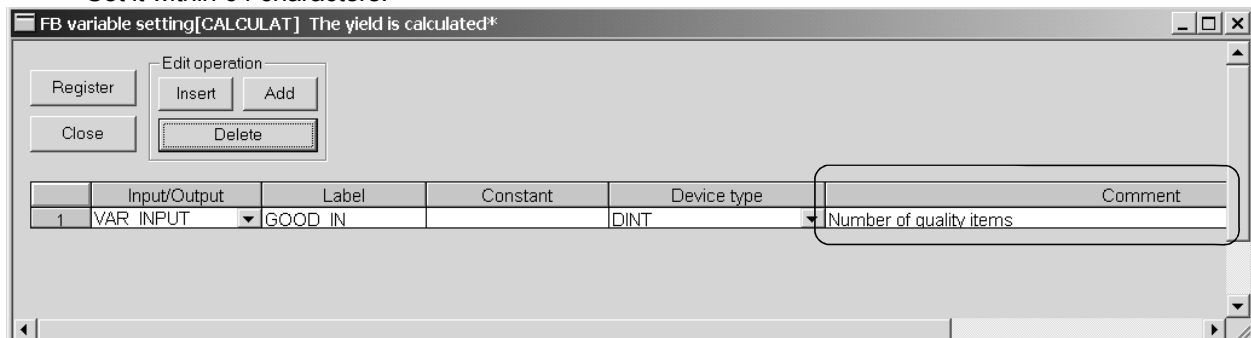 FB variable setting[CALCULAT] The yield is calculated*
Edit operation
Register Insert Add
Close Delete
Input/Output Label Constant Device type Comment
1 VAR_INPUT GOOD_IN DINT Number of quality items